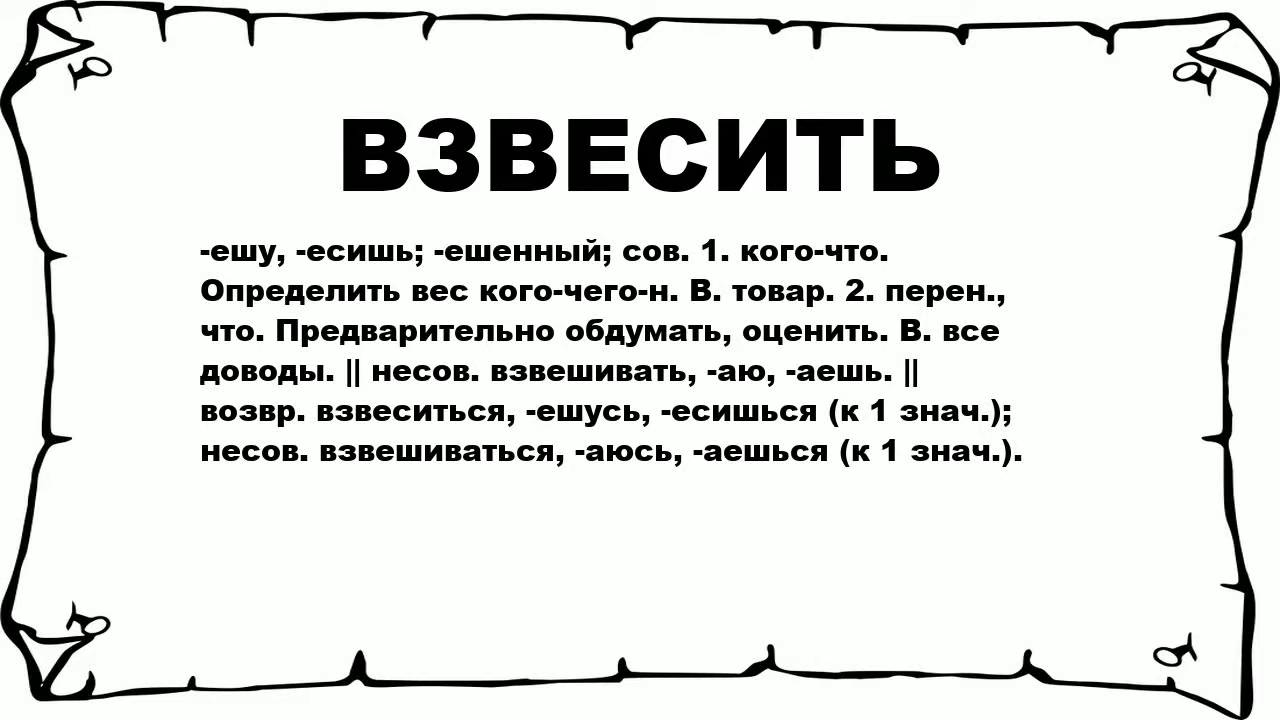 ВЗВЕСИТЬ
-ешу, -есишь; -ешенный; сов. 1. кого-что.
Определить вес кого-чего-н. В. товар. 2. перен.,
что. Предварительно обдумать, оценить. В. все
доводы. || несов. взвешивать, -аю, -аешь. ||
возвр. взвеситься, -ешусь, -есишься (к 1 знач.);
несов. взвешиваться, -аюсь, -аешься (к 1 знач.).